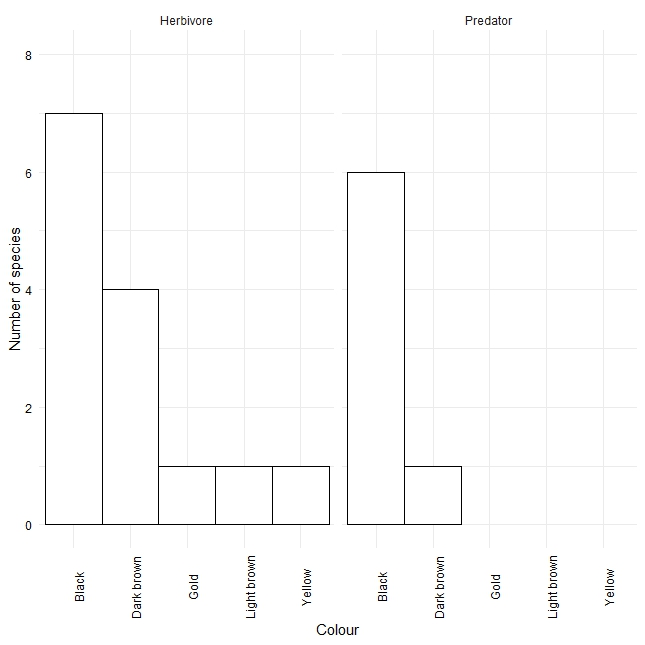 Herbivore
Predator
8
6
4
2
0
Number of species
Black
Dark brown
Gold
Light brown
Yellow
Black
Dark brown
Gold
Light brown
Yellow
Colour